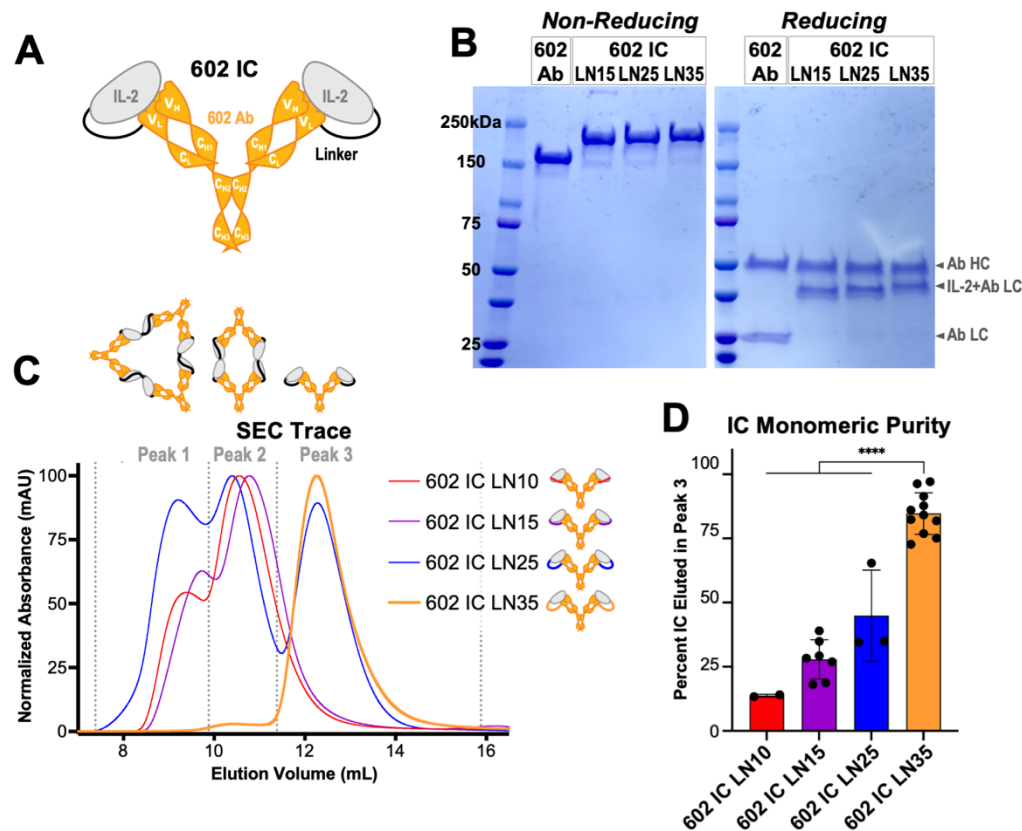 A
602 IC
IL-2
IL-2
602 Ab
VH
VL
CH1
CL
VH
VL
CH1
CL
CH2
CH2
CH3
CH3
Linker
B
Non-Reducing
Reducing
602 Ab
602 IC
LN15 LN25 LN35
602 Ab
602 IC
LN15 LN25 LN35
250kDa
150
75
50
25
Ab HC
IL-2+Ab LC
Ab LC
C
SEC Trace
Peak 1
Peak 2
Peak 3
Normalized Absorbance (mAU)
100
75
50
25
0
8
10
12
14
16
Elution Volume (mL)
602 IC LN10
602 IC LN15
602 IC LN25
602 IC LN35
D
IC Monomeric Purity
****
Percent IC Eluted in Peak 3
100
75
50
25
0
602 IC LN10
602 IC LN15
602 IC LN25
602 IC LN35